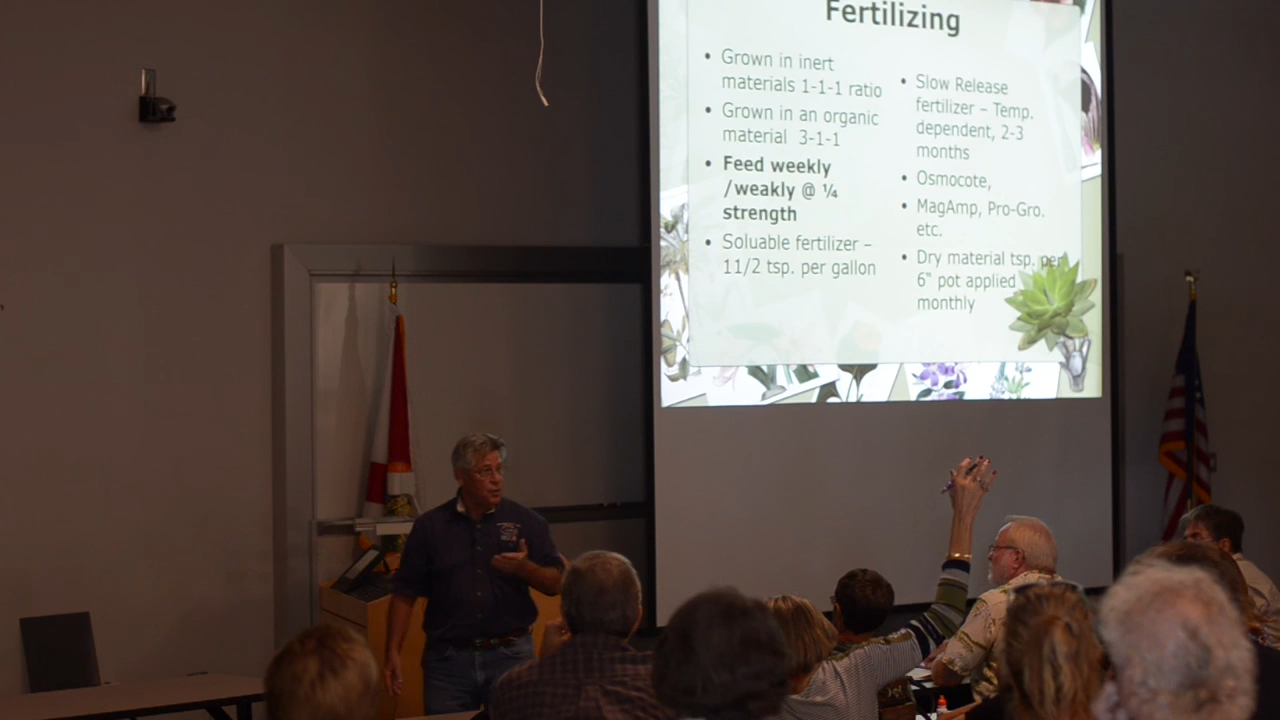 Fertilizing
• Grown in inert
materials 1-1-1 ratio
• Grown in an organic
material 3-1-1
• Feed weekly
/weakly @ ¼
strength
• Soluable fertilizer –
11/2 tsp. per gallon
• Slow Release
fertilizer – Temp.
dependent, 2-3
months
• Osmocote,
• MagAmp, Pro-Gro.
etc.
• Dry material tsp. per
6" pot applied
monthly